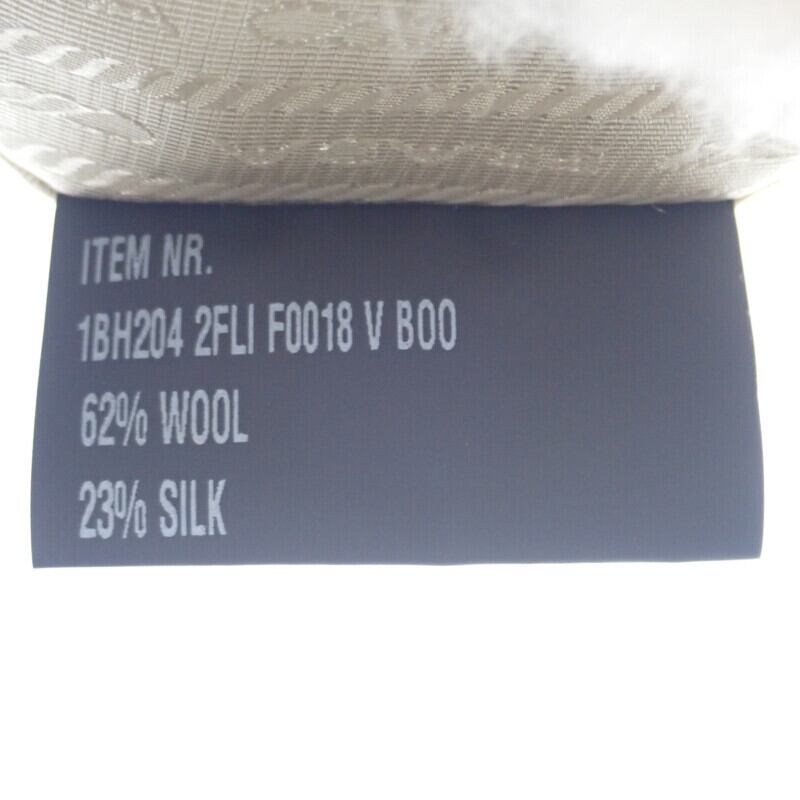 ITEM NR.
1BH204 2FLI F0018 V BOO
62% WOOL
23% SILK